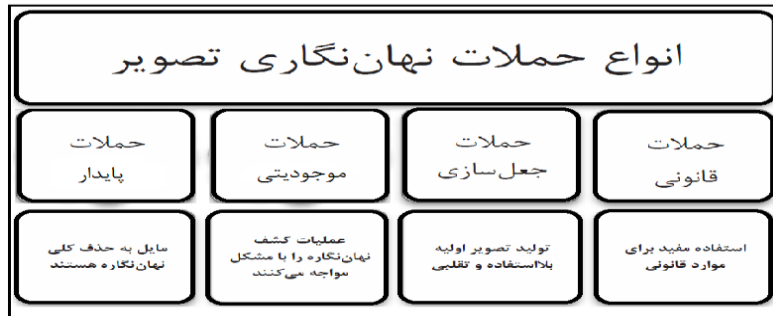 انواع حملات نهان‌نگاری تصویر
حملات
قانونی
حملات
جعل‌سازی
حملات
موجودیتی
حملات
پایدار
استفاده مفید برای
موارد قانونی
تولید تصویر اولیه
بلااستفاده و تقلبی
عملیات کشف
نهان‌نگاره را با مشکل
مواجه می‌کنند
مایل به حذف کلی
نهان‌نگاره هستند